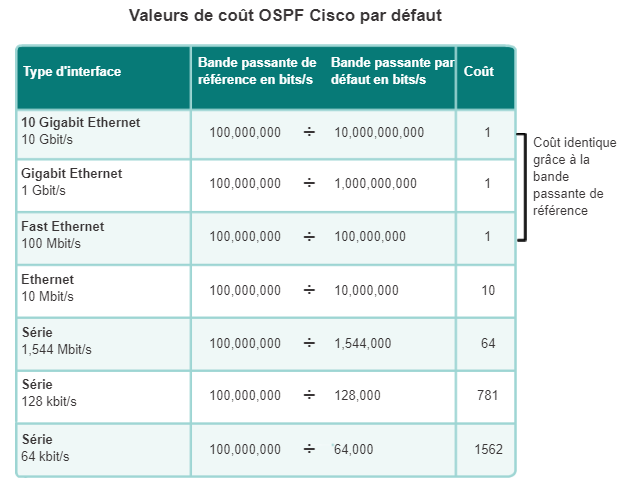 Valeurs de coût OSPF Cisco par défaut
Type d'interface
Bande passante de
référence en bits/s
Bande passante par
défaut en bits/s
Coût
10 Gigabit Ethernet
10 Gbit/s
100,000,000 ÷ 10,000,000,000 1
Gigabit Ethernet
1 Gbit/s
100,000,000 ÷ 1,000,000,000 1
Fast Ethernet
100 Mbit/s
100,000,000 ÷ 100,000,000 1
Ethernet
10 Mbit/s
100,000,000 ÷ 10,000,000 10
Série
1,544 Mbit/s
100,000,000 ÷ 1,544,000 64
Série
128 kbit/s
100,000,000 ÷ 128,000 781
Série
64 kbit/s
100,000,000 ÷ 64,000 1562
Coût identique
grâce à la
bande
passante de
référence